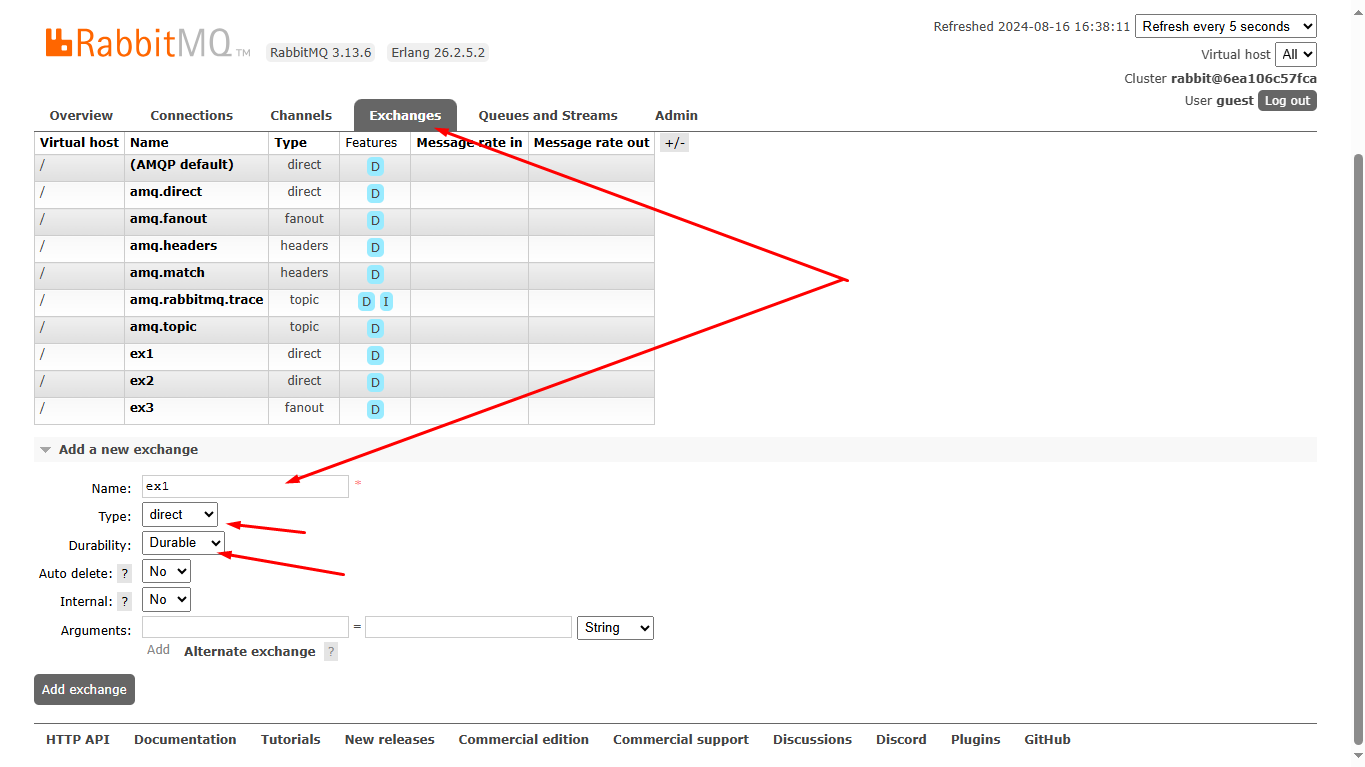 Refreshed 2024-08-16 16:38:11 Refresh every 5 seconds
RabbitMQ TM RabbitMQ 3.13.6 Erlang 26.2.5.2
Virtual host All
Cluster rabbit@6ea106c57fca
User guest Log out
Overview Connections Channels Exchanges Queues and Streams Admin
Virtual host Name Type Features Message rate in Message rate out +/-
/ (AMQP default) direct D
/ amq.direct direct D
/ amq.fanout fanout D
/ amq.headers headers D
/ amq.match headers D
/ amq.rabbitmq.trace topic D I
/ amq.topic topic D
/ ex1 direct D
/ ex2 direct D
/ ex3 fanout D
Add a new exchange
Name: ex1 *
Type: direct
Durability: Durable
Auto delete: ? No
Internal: ? No
Arguments: = String
Add Alternate exchange ?
Add exchange
HTTP API Documentation Tutorials New releases Commercial edition Commercial support Discussions Discord Plugins GitHub